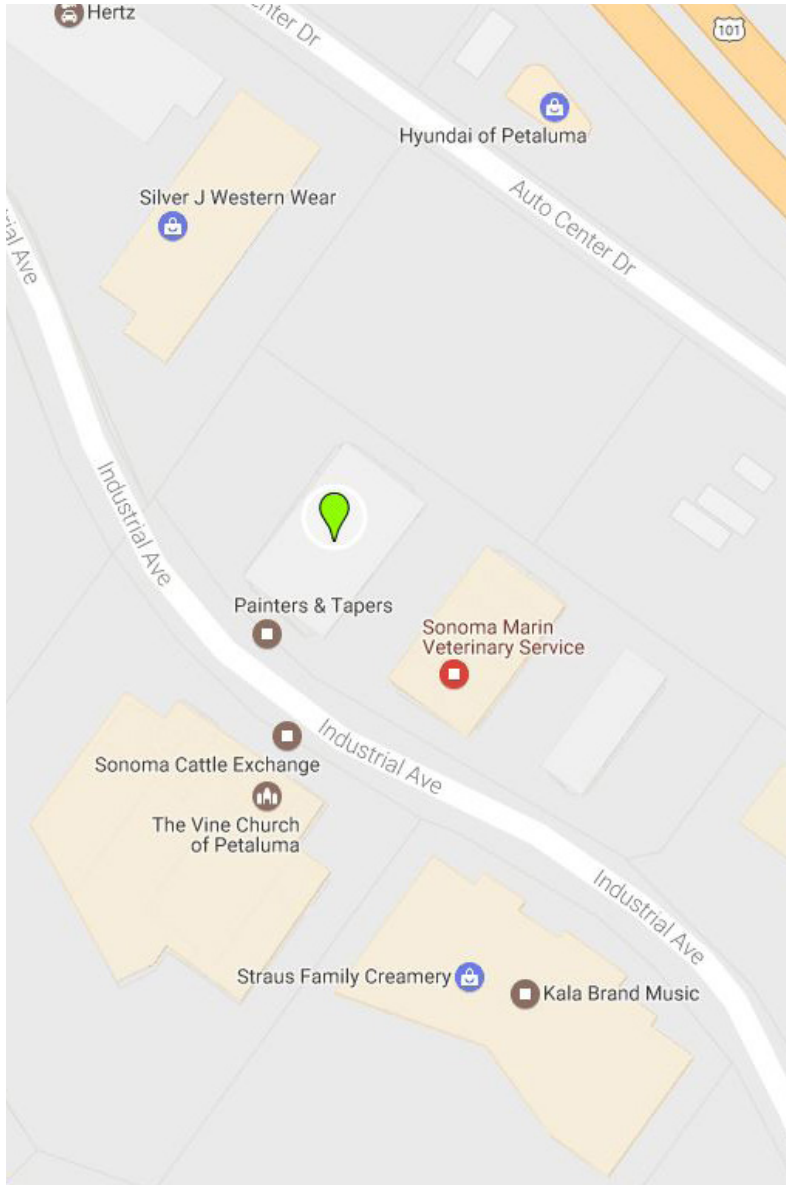 Hertz
nter Dr
101
Hyundai of Petaluma
Silver J Western Wear
Auto Center Dr
trial Ave
Industrial Ave
Painters & Tapers
Sonoma Marin
Veterinary Service
Industrial Ave
Sonoma Cattle Exchange
The Vine Church
of Petaluma
Industrial Ave
Straus Family Creamery
Kala Brand Music